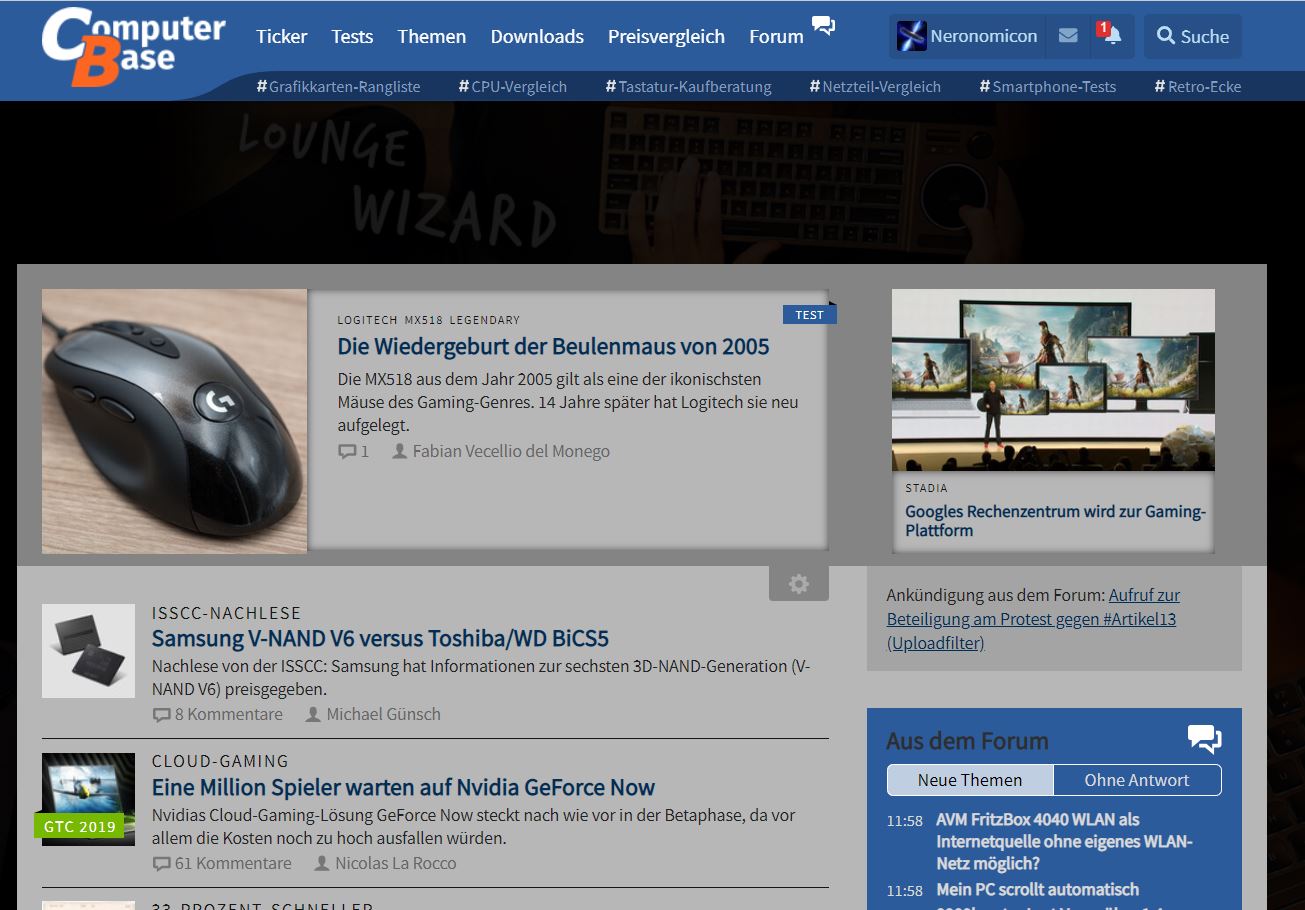 Computer
Base
Ticker
Tests
Themen
Downloads
Preisvergleich
Forum
Neronomicon
1
Suche
#Grafikkarten-Rangliste
#CPU-Vergleich
#Tastatur-Kaufberatung
#Netzteil-Vergleich
#Smartphone-Tests
#Retro-Ecke
LOUNGE
WIZARD
LOGITECH MX518 LEGENDARY
TEST
Die Wiedergeburt der Beulenmaus von 2005
Die MX518 aus dem Jahr 2005 gilt als eine der ikonischsten
Mäuse des Gaming-Genres. 14 Jahre später hat Logitech sie neu
aufgelegt.
1
Fabian Vecellio del Monego
STADIA
Googles Rechenzentrum wird zur Gaming-
Plattform
ISSCC-NACHLESE
Samsung V-NAND V6 versus Toshiba/WD BiCS5
Nachlese von der ISSCC: Samsung hat Informationen zur sechsten 3D-NAND-Generation (V-
NAND V6) preisgegeben.
8 Kommentare
Michael Günsch
CLOUD-GAMING
Eine Million Spieler warten auf Nvidia GeForce Now
Nvidias Cloud-Gaming-Lösung GeForce Now steckt nach wie vor in der Betaphase, da vor
allem die Kosten noch zu hoch ausfallen würden.
GTC 2019
61 Kommentare
Nicolas La Rocco
33 PROZENT SCHNELLER
Ankündigung aus dem Forum: Aufruf zur
Beteiligung am Protest gegen #Artikel13
(Uploadfilter)
Aus dem Forum
Neue Themen
Ohne Antwort
11:58 AVM FritzBox 4040 WLAN als
Internetquelle ohne eigenes WLAN-
Netz möglich?
11:58 Mein PC scrollt automatisch